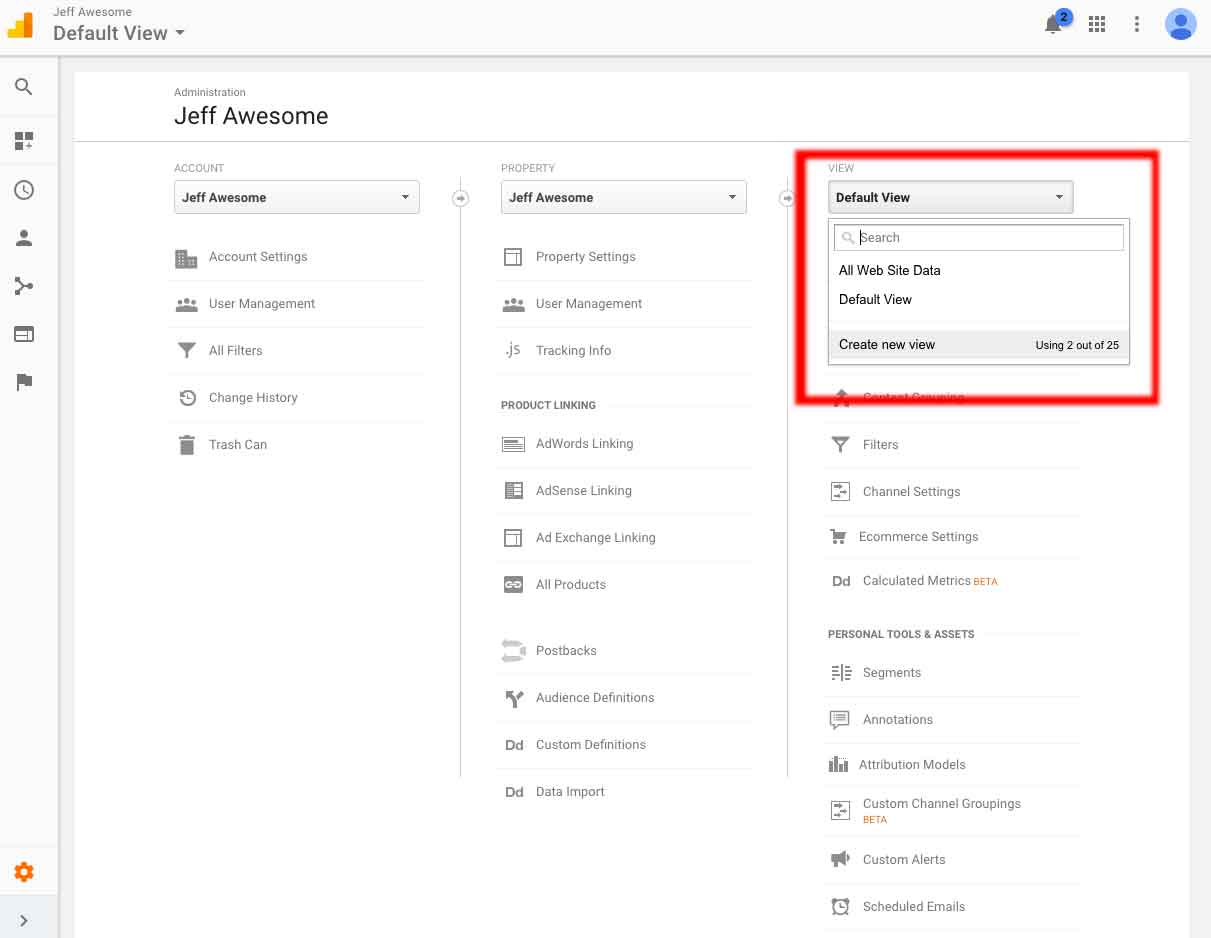 Jeff Awesome
Default View
2
Administration
Jeff Awesome
ACCOUNT
Jeff Awesome
Account Settings
User Management
All Filters
Change History
Trash Can
PROPERTY
Jeff Awesome
Property Settings
User Management
.js Tracking Info
PRODUCT LINKING
AdWords Linking
AdSense Linking
Ad Exchange Linking
All Products
Postbacks
Audience Definitions
Dd Custom Definitions
Dd Data Import
VIEW
Default View
Search
All Web Site Data
Default View
Create new view Using 2 out of 25
Content Grouping
Filters
Channel Settings
Ecommerce Settings
Dd Calculated Metrics BETA
PERSONAL TOOLS & ASSETS
Segments
Annotations
Attribution Models
Custom Channel Groupings
BETA
Custom Alerts
Scheduled Emails